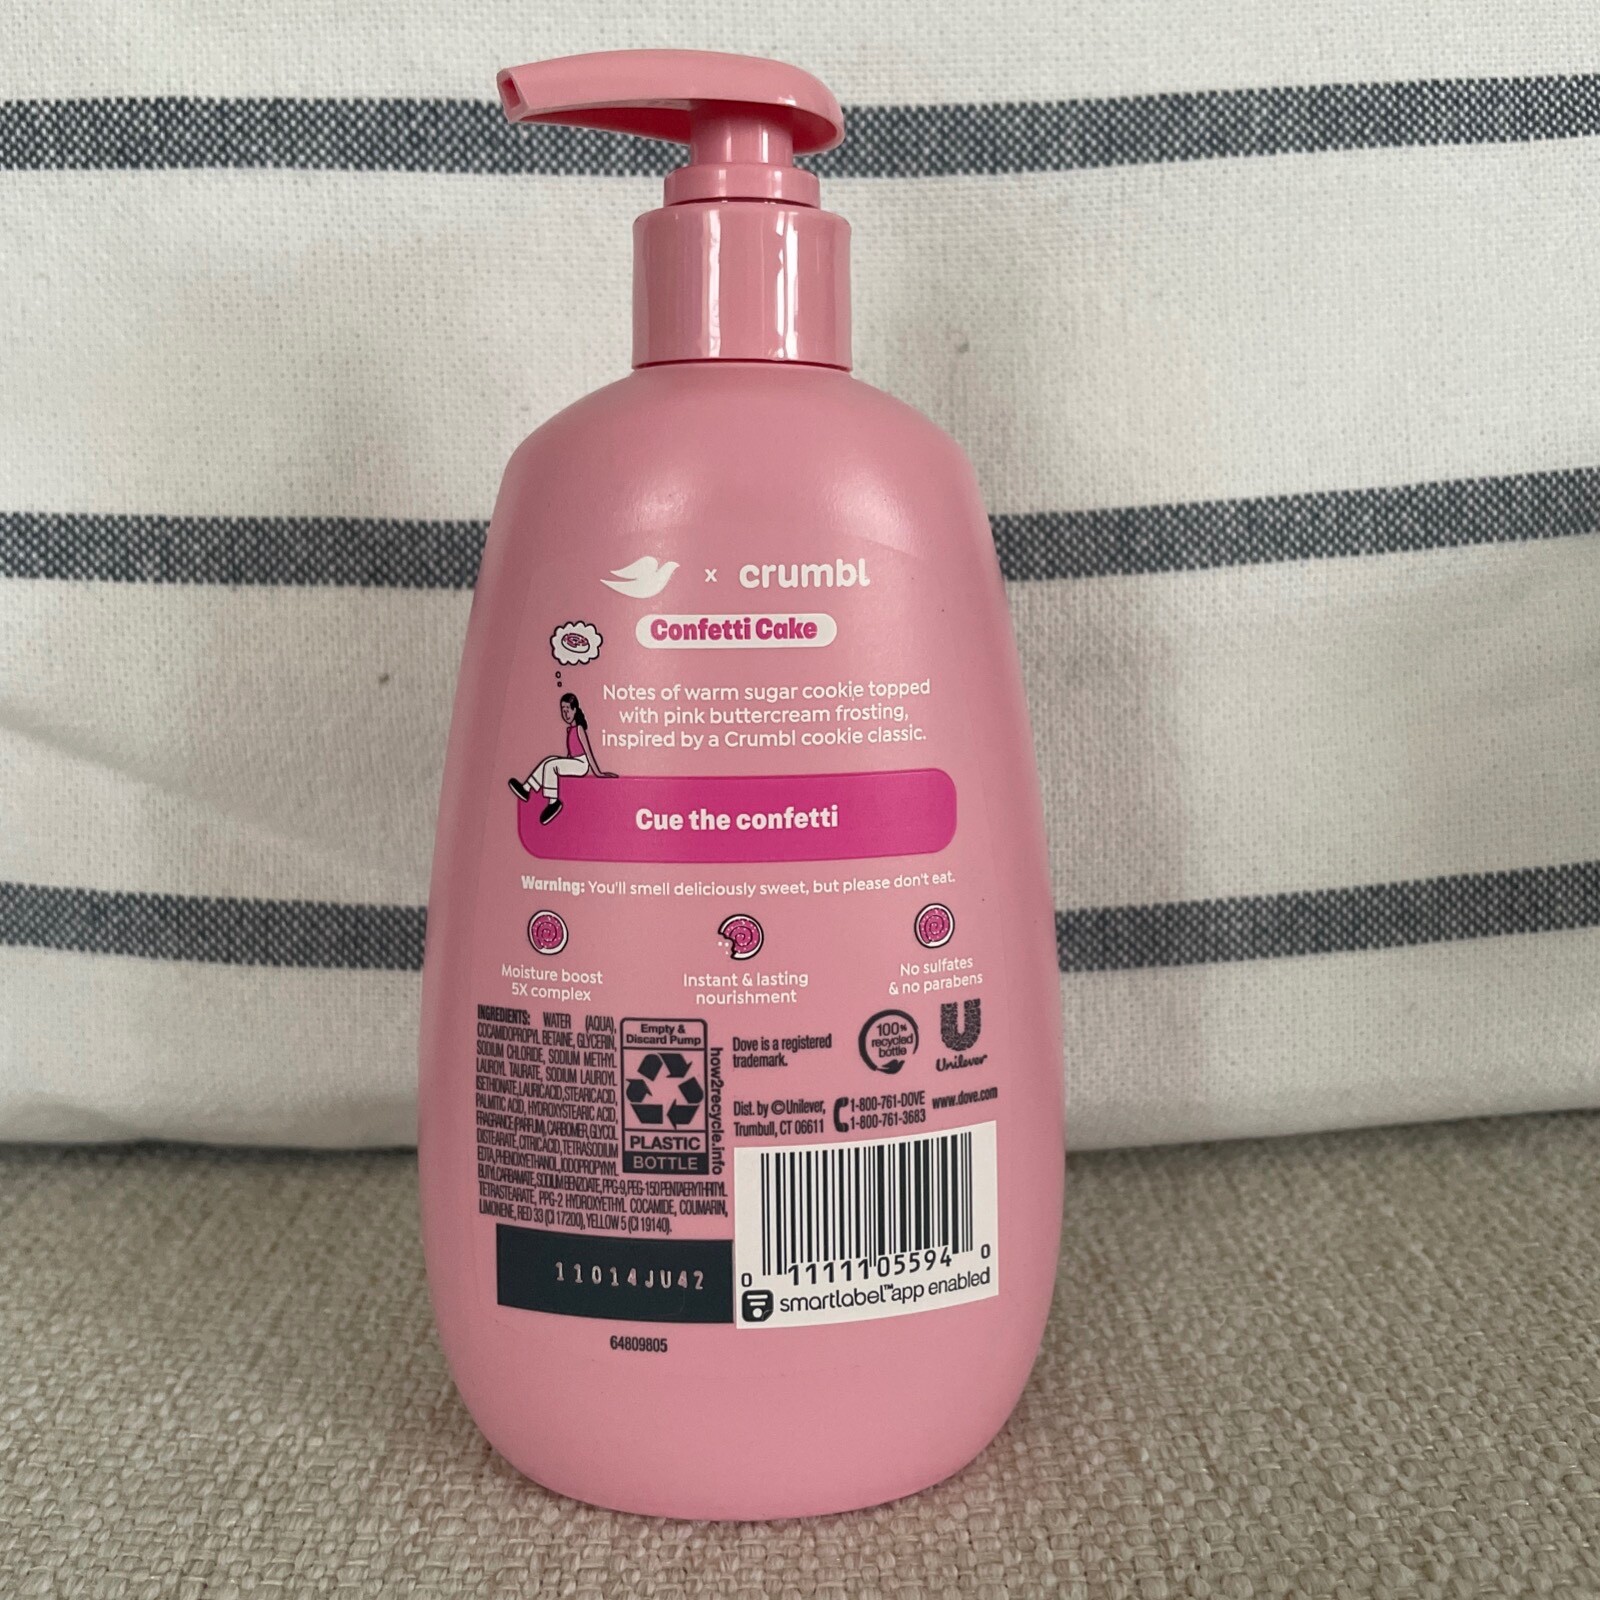 x crumbl
Confetti Cake
Notes of warm sugar cookie topped
with pink buttercream frosting,
inspired by a Crumbl cookie classic.
Cue the confetti
Warning: You'll smell deliciously sweet, but please don't eat.
Moisture boost
5X complex
Instant & lasting
nourishment
No sulfates
& no parabens
INGREDIENTS: WATER (AQUA),
COCAMIDOPROPYL BETAINE, GLYCERIN,
SODIUM CHLORIDE, SODIUM METHYL
LAUROYL TAURATE, SODIUM LAUROYL
ISETHIONATE, LAURIC ACID, STEARIC ACID,
PALMITIC ACID, HYDROXYSTEARIC ACID,
FRAGRANCE (PARFUM), CARBOMER, GLYCOL
DISTEARATE, CITRIC ACID, TETRASODIUM
EDTA, PHENOXYETHANOL, IODOPROPYNYL
BUTYLCARBAMATE, SODIUM BENZOATE, PPG-9, PEG-150 PENTAERYTHRITYL
TETRASTEARATE, PPG-2 HYDROXYETHYL COCAMIDE, COUMARIN,
LIMONENE, RED 33 (CI 17200), YELLOW 5 (CI 19140).
Empty &
Discard Pump
PLASTIC
BOTTLE
how2recycle.info
Dove is a registered
trademark.
100%
recycled
bottle
Unilever
Dist. by ©Unilever,
Trumbull, CT 06611
1-800-761-DOVE
1-800-761-3683
www.dove.com
0 11111 05594 0
smartlabel™ app enabled
11014JU42
64809805